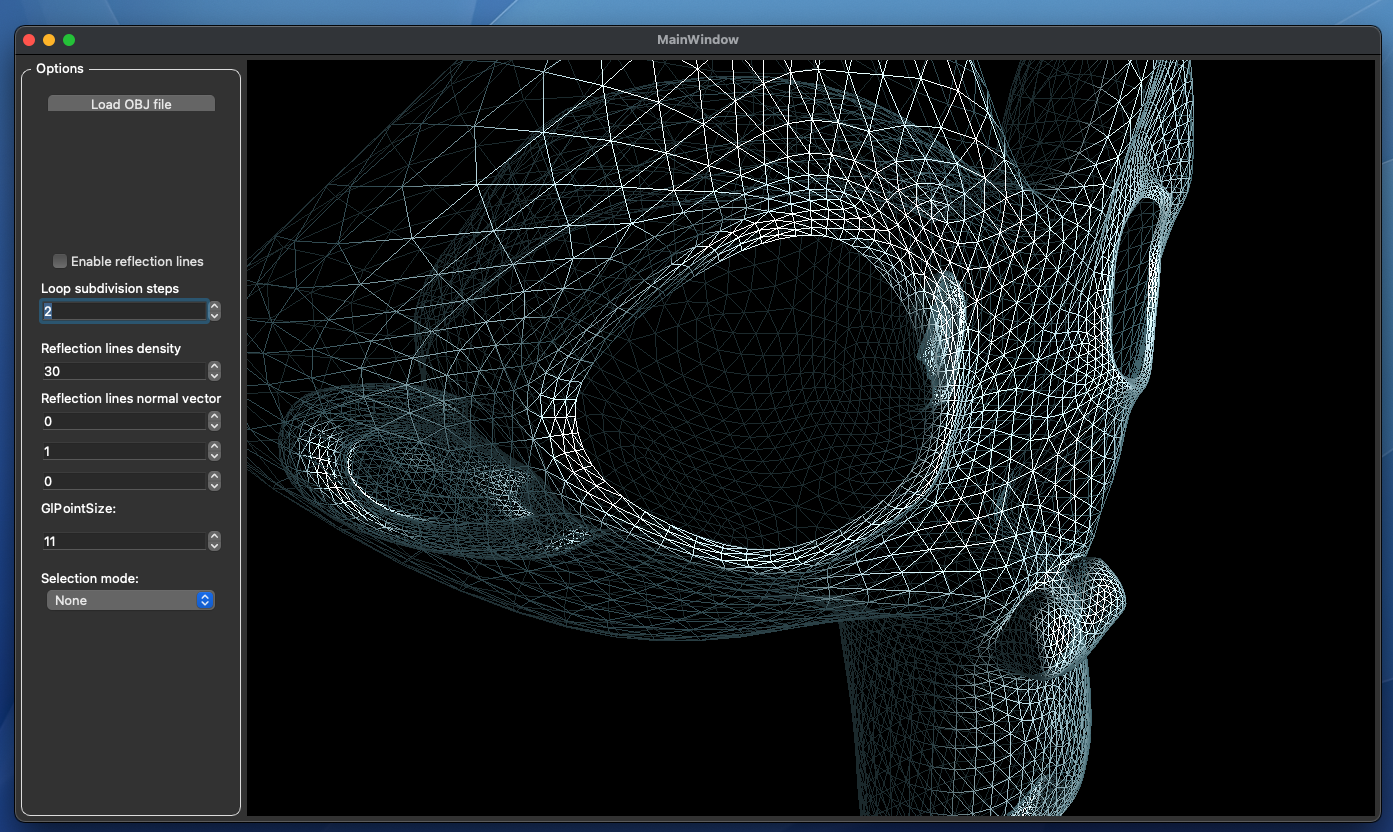 MainWindow
Options
Load OBJ file
Enable reflection lines
Loop subdivision steps
2
Reflection lines density
30
Reflection lines normal vector
0
1
0
GlPointSize:
11
Selection mode:
None